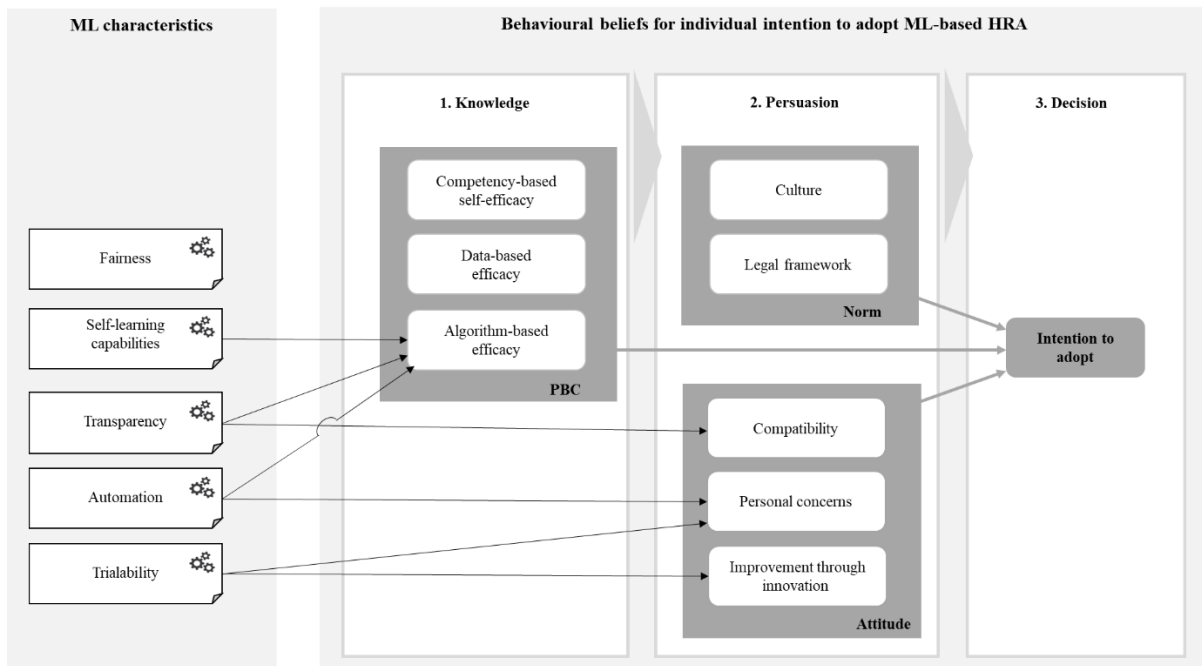 ML characteristics
Behavioural beliefs for individual intention to adopt ML-based HRA
1. Knowledge
2. Persuasion
3. Decision
Fairness
Self-learning
capabilities
Transparency
Automation
Trialability
Competency-based
self-efficacy
Data-based
efficacy
Algorithm-based
efficacy
PBC
Culture
Legal framework
Norm
Compatibility
Personal concerns
Improvement through
innovation
Attitude
Intention to
adopt